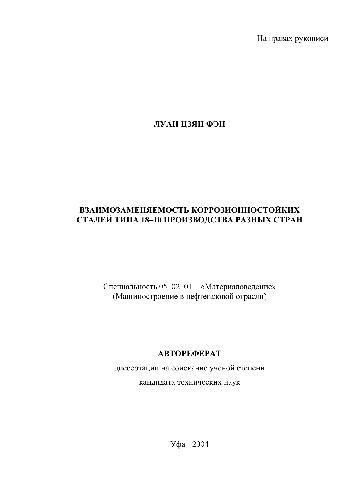 На правах рукописи
ЛУАН ЦЗЯН ФЭН
ВЗАИМОЗАМЕНЯЕМОСТЬ КОРРОЗИОННОСТОЙКИХ
СТАЛЕЙ ТИПА 18–10 ПРОИЗВОДСТВА РАЗНЫХ СТРАН
Специальность 05. 02. 01 – «Материаловедение»
(Машиностроение в нефтегазовой отрасли)
АВТОРЕФЕРАТ
диссертации на соискание ученой степени
кандидата технических наук
Уфа 2004